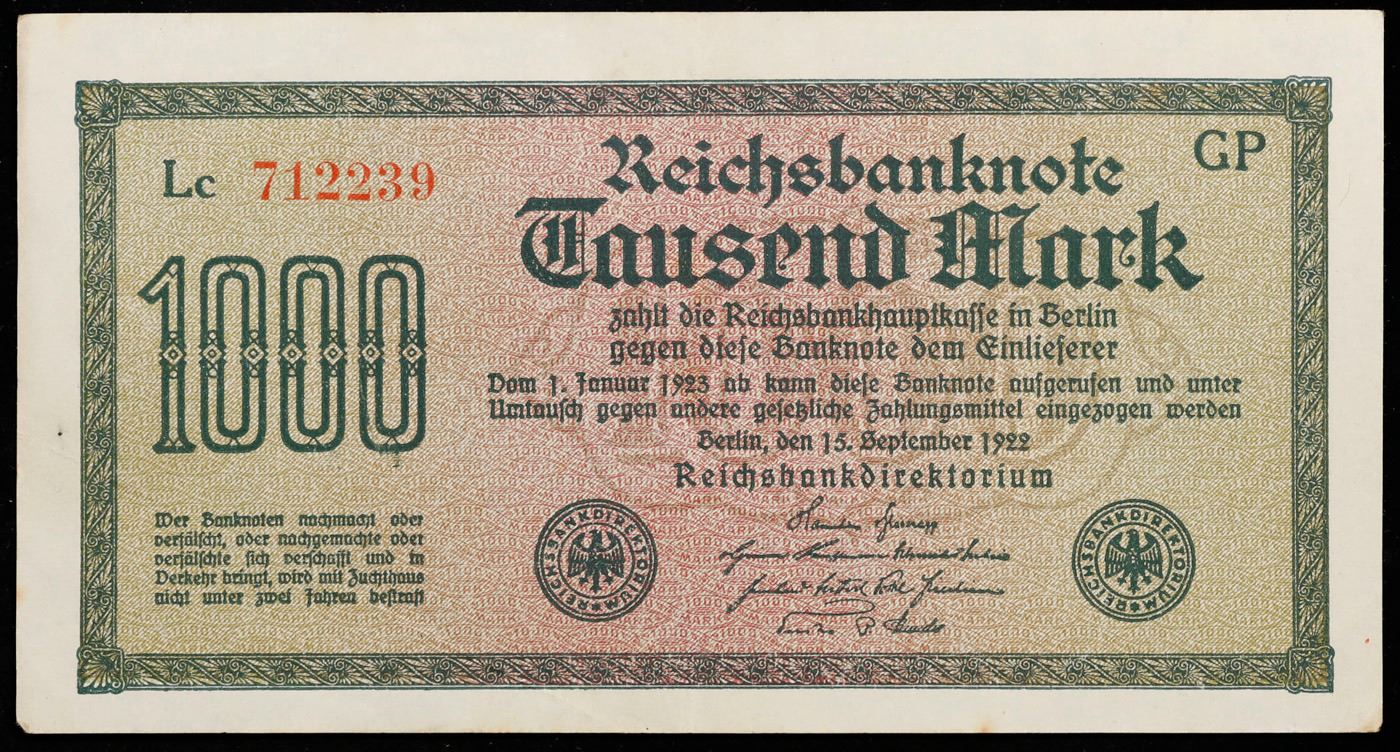 Lc 712239
GP
Reichsbanknote
Tausend Mark
zahlt die Reichsbankhauptkasse in Berlin
gegen diese Banknote dem Einlieferer
Vom 1. Januar 1923 ab kann diese Banknote aufgerufen und unter
Umtausch gegen andere gesetzliche Zahlungsmittel eingezogen werden
Berlin, den 15. September 1922
Reichsbankdirektorium
1000
Wer Banknoten nachmacht oder
verfälscht, oder nachgemachte oder
verfälschte sich verschafft und in
Verkehr bringt, wird mit Zuchthaus
nicht unter zwei Jahren bestraft
REICHSBANKDIREKTORIUM
REICHSBANKDIREKTORIUM